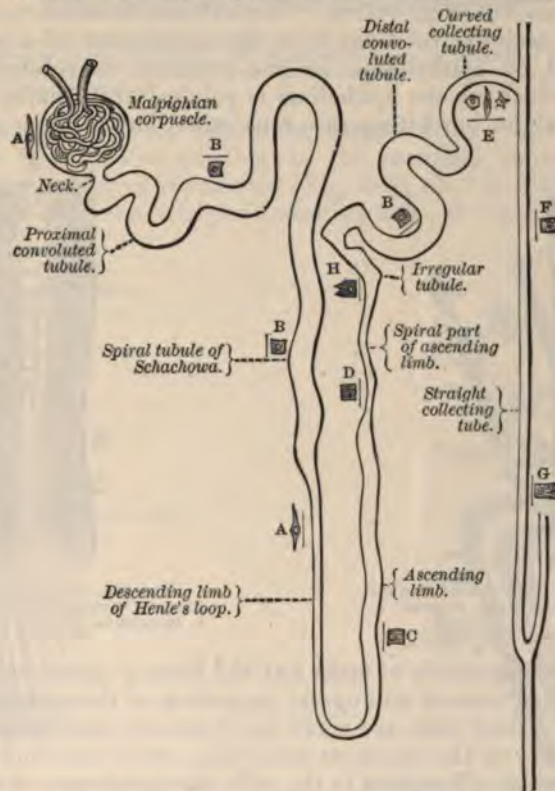 Distal
convo-
luted
tubule.
Curved
collecting
tubule.
Malpighian
corpuscle.
A
B
E
Neck.
B
F
Proximal
convoluted
tubule.
H
Irregular
tubule.
B
Spiral tubule of
Schachowa.
Spiral part
of ascending
limb.
D
Straight
collecting
tube.
G
A
Descending limb
of Henle's loop.
Ascending
limb.
C